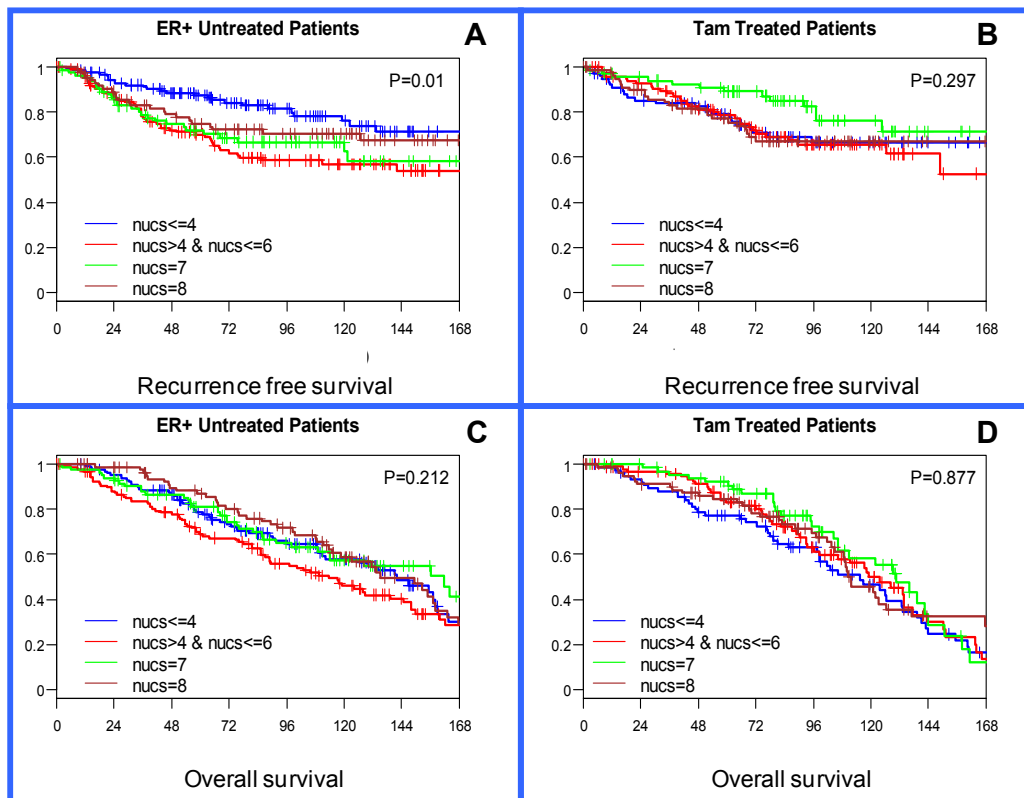 ER+ Untreated Patients
A
P=0.01
1
0.8
0.6
0.4
0.2
0
nucs<=4
nucs>4 & nucs<=6
nucs=7
nucs=8
0 24 48 72 96 120 144 168
)
Recurrence free survival
Tam Treated Patients
B
P=0.297
1
0.8
0.6
0.4
0.2
0
nucs<=4
nucs>4 & nucs<=6
nucs=7
nucs=8
0 24 48 72 96 120 144 168
Recurrence free survival
ER+ Untreated Patients
C
P=0.212
1
0.8
0.6
0.4
0.2
0
nucs<=4
nucs>4 & nucs<=6
nucs=7
nucs=8
0 24 48 72 96 120 144 168
Overall survival
Tam Treated Patients
D
P=0.877
1
0.8
0.6
0.4
0.2
0
nucs<=4
nucs>4 & nucs<=6
nucs=7
nucs=8
0 24 48 72 96 120 144 168
Overall survival